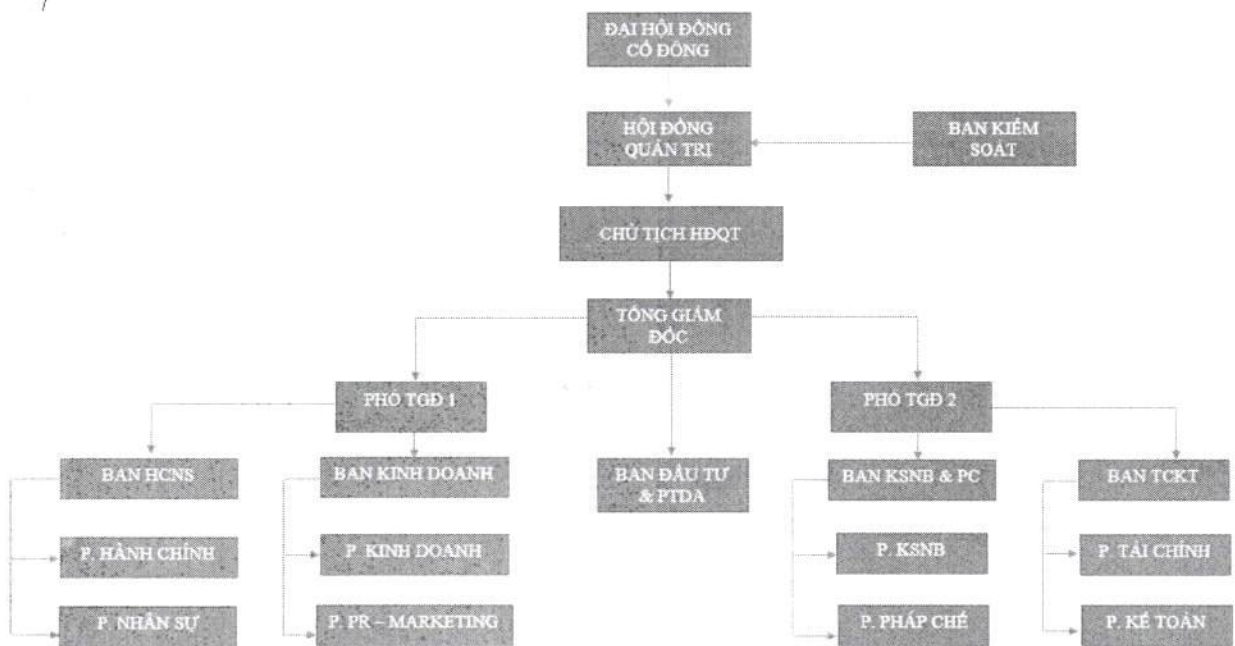 ĐẠI HỘI ĐỒNG
CỔ ĐÔNG
HỘI ĐỒNG
QUẢN TRỊ
BAN KIỂM
SOÁT
CHỦ TỊCH HĐQT
TỔNG GIÁM
ĐỐC
PHÓ TGĐ 1
PHÓ TGĐ 2
BAN HCNS
BAN KINH DOANH
BAN ĐẦU TƯ
& PTDA
BAN KSNB & PC
BAN TCKT
P. HÀNH CHÍNH
P. KINH DOANH
P. KSNB
P. TÀI CHÍNH
P. NHÂN SỰ
P. PR – MARKETING
P. PHÁP CHẾ
P. KẾ TOÁN